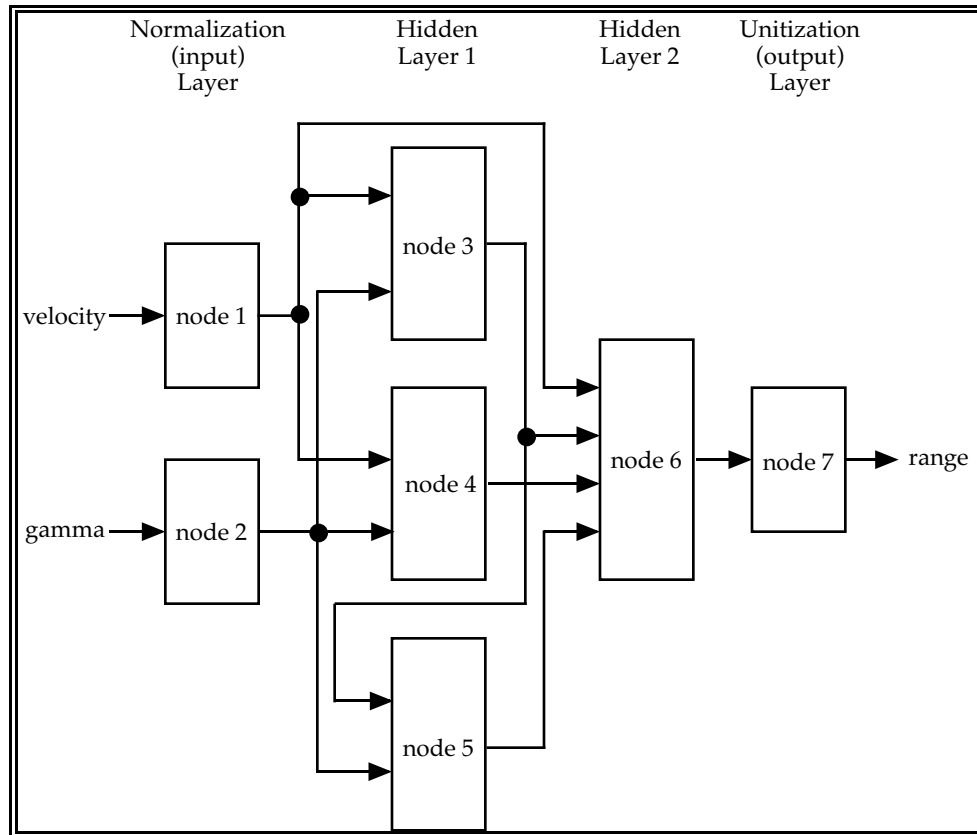 Normalization
(input)
Layer
Hidden
Layer 1
Hidden
Layer 2
Unitization
(output)
Layer
velocity
node 1
gamma
node 2
node 3
node 4
node 5
node 6
node 7
range